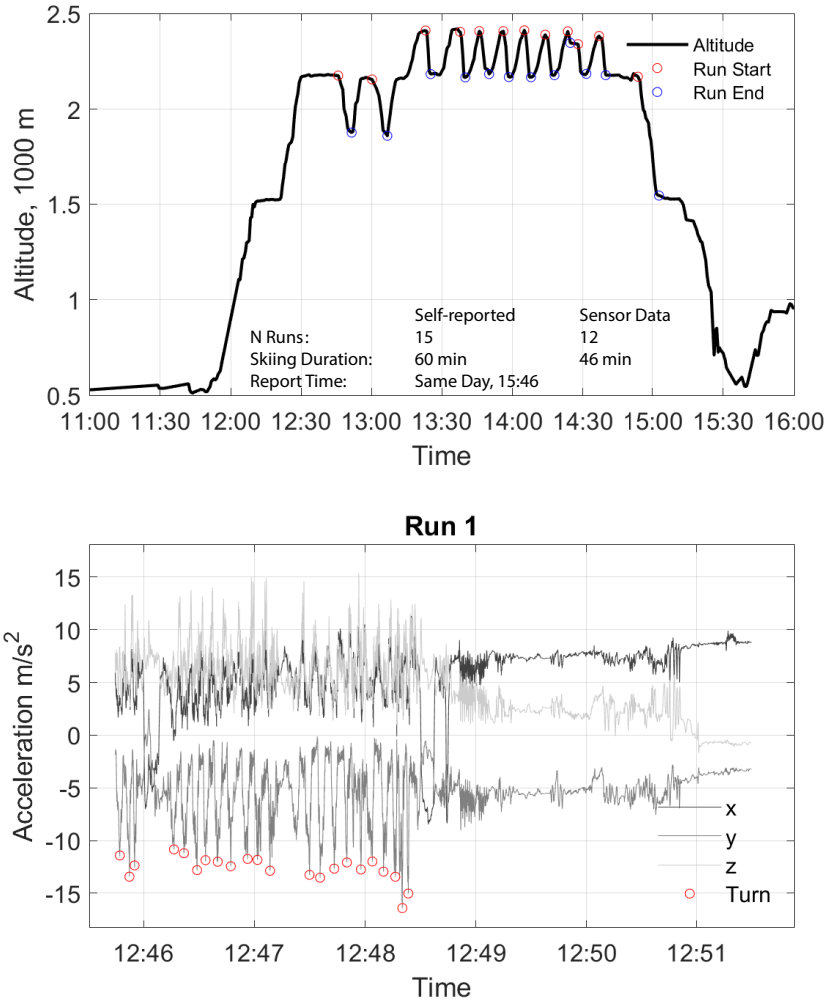 2.5
Altitude
Run Start
Run End
2
1.5
1
0.5
Altitude, 1000 m
Self-reported Sensor Data
N Runs: 15 12
Skiing Duration: 60 min 46 min
Report Time: Same Day, 15:46
11:00 11:30 12:00 12:30 13:00 13:30 14:00 14:30 15:00 15:30 16:00
Time
Run 1
15
10
5
0
-5
-10
-15
Acceleration m/s²
x
y
z
Turn
12:46 12:47 12:48 12:49 12:50 12:51
Time